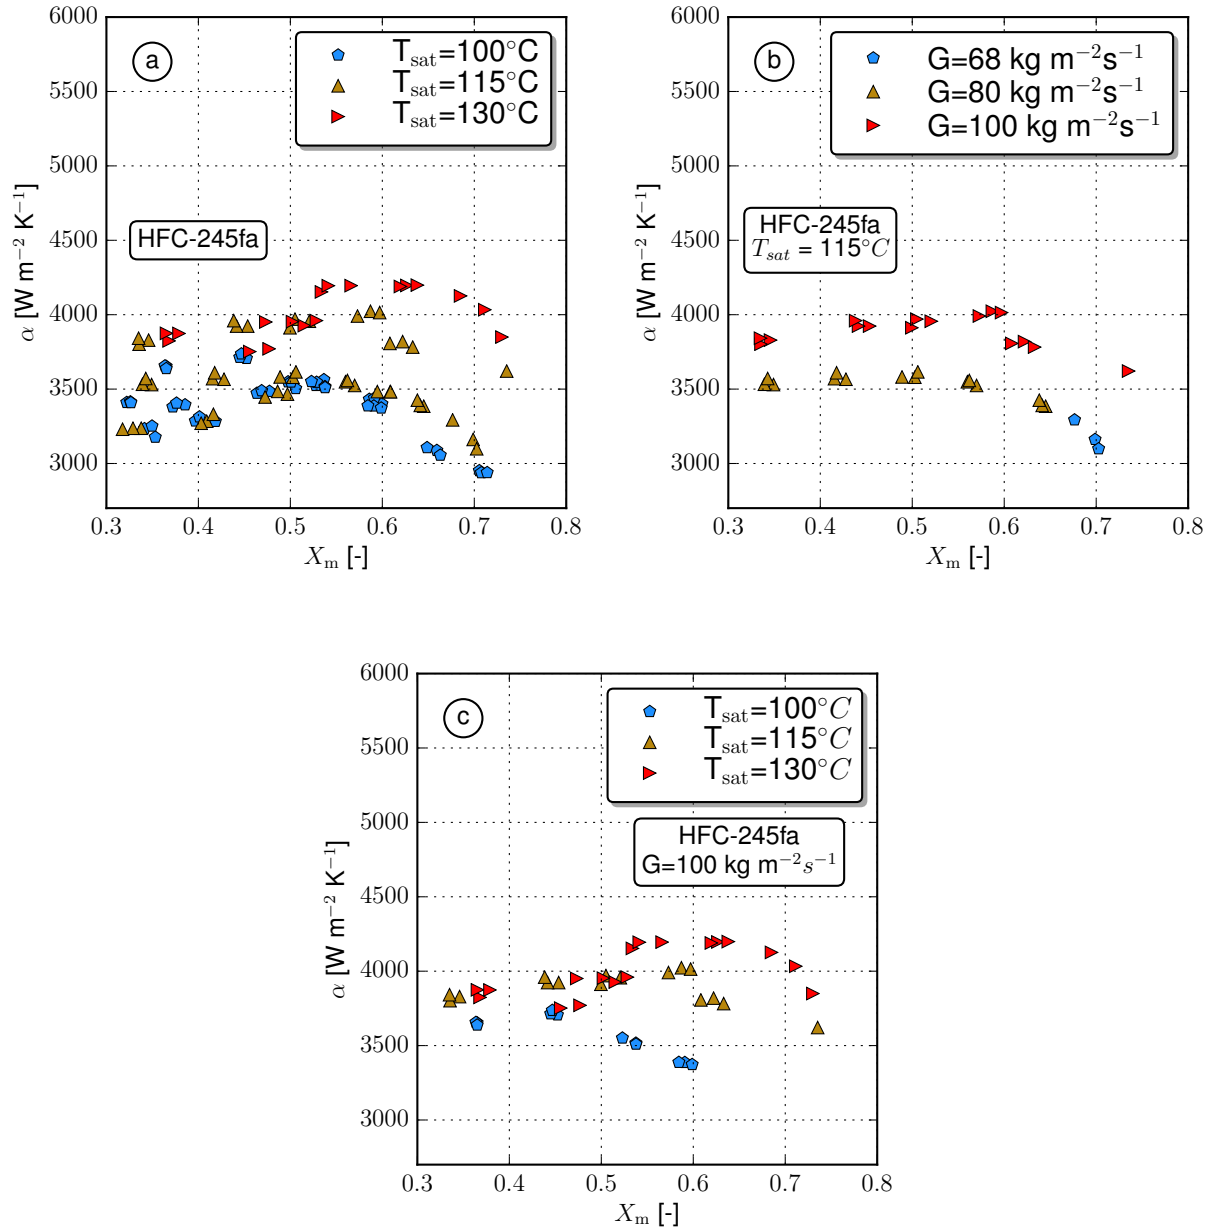 6000
5500
5000
4500
4000
3500
3000
α [W m⁻² K⁻¹]
a
T_sat=100°C
T_sat=115°C
T_sat=130°C
HFC-245fa
0.3 0.4 0.5 0.6 0.7 0.8
X_m [-]
6000
5500
5000
4500
4000
3500
3000
α [W m⁻² K⁻¹]
b
G=68 kg m⁻²s⁻¹
G=80 kg m⁻²s⁻¹
G=100 kg m⁻²s⁻¹
HFC-245fa
T_sat = 115°C
0.3 0.4 0.5 0.6 0.7 0.8
X_m [-]
6000
5500
5000
4500
4000
3500
3000
α [W m⁻² K⁻¹]
c
T_sat=100°C
T_sat=115°C
T_sat=130°C
HFC-245fa
G=100 kg m⁻²s⁻¹
0.3 0.4 0.5 0.6 0.7 0.8
X_m [-]